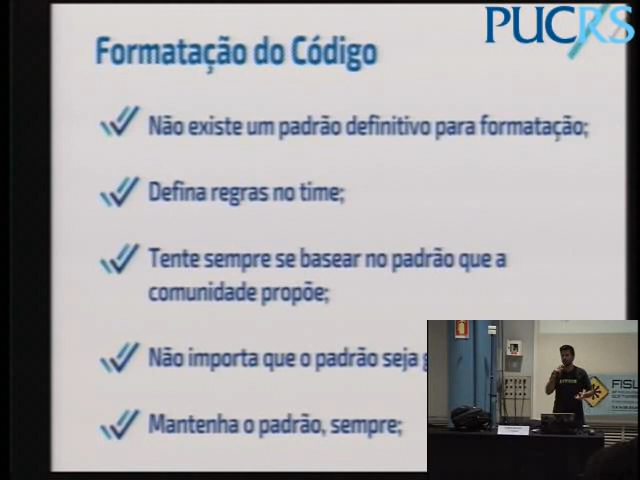 PUCRS
Formatação do Código
Não existe um padrão definitivo para formatação;
Defina regras no time;
Tente sempre se basear no padrão que a
comunidade propõe;
Não importa que o padrão seja
Mantenha o padrão, sempre;
FISL